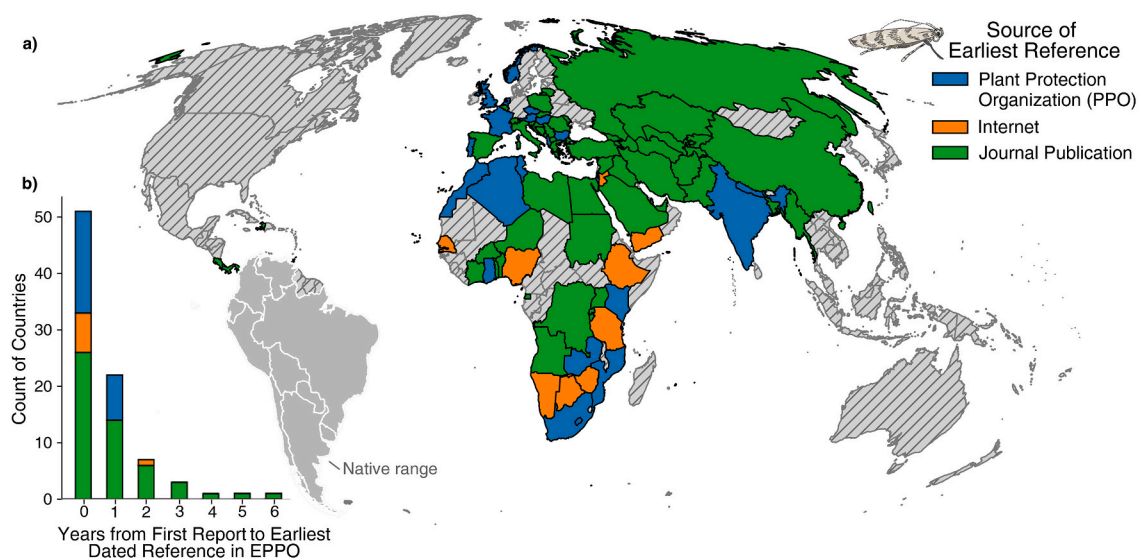 a)
Source of
Earliest Reference
Plant Protection
Organization (PPO)
Internet
Journal Publication
b)
50
40
30
20
10
0
Count of Countries
0 1 2 3 4 5 6
Years from First Report to Earliest
Dated Reference in EPPO
Native range